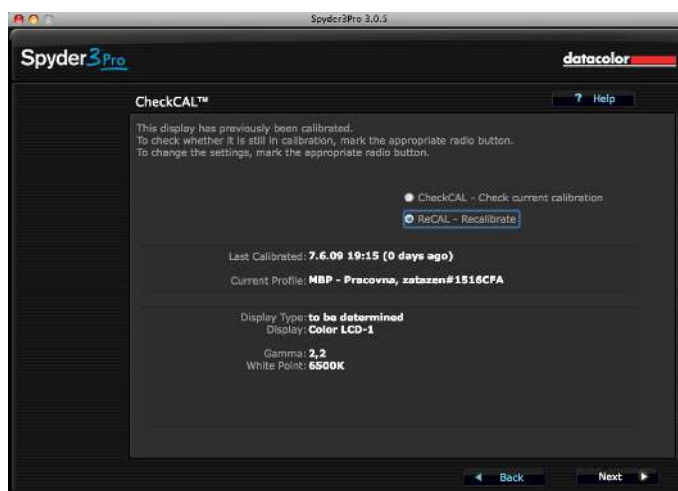 Spyder3Pro 3.0.5
Spyder3Pro
datacolor
CheckCAL™
? Help
This display has previously been calibrated.
To check whether it is still in calibration, mark the appropriate radio button.
To change the settings, mark the appropriate radio button.
CheckCAL - Check current calibration
ReCAL - Recalibrate
Last Calibrated: 7.6.09 19:15 (0 days ago)
Current Profile: MBP - Pracovna, zatazen#1516CFA
Display Type: to be determined
Display: Color LCD-1
Gamma: 2,2
White Point: 6500K
Back
Next